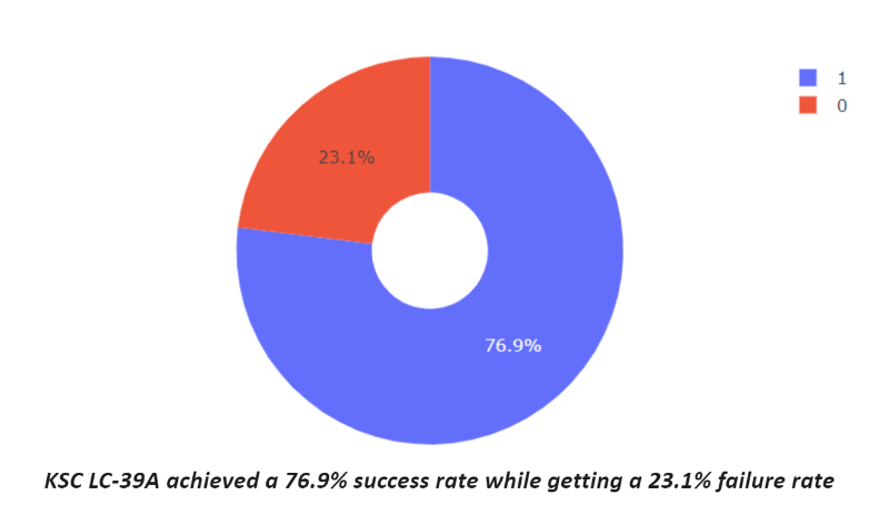 1
0
23.1%
76.9%
KSC LC-39A achieved a 76.9% success rate while getting a 23.1% failure rate